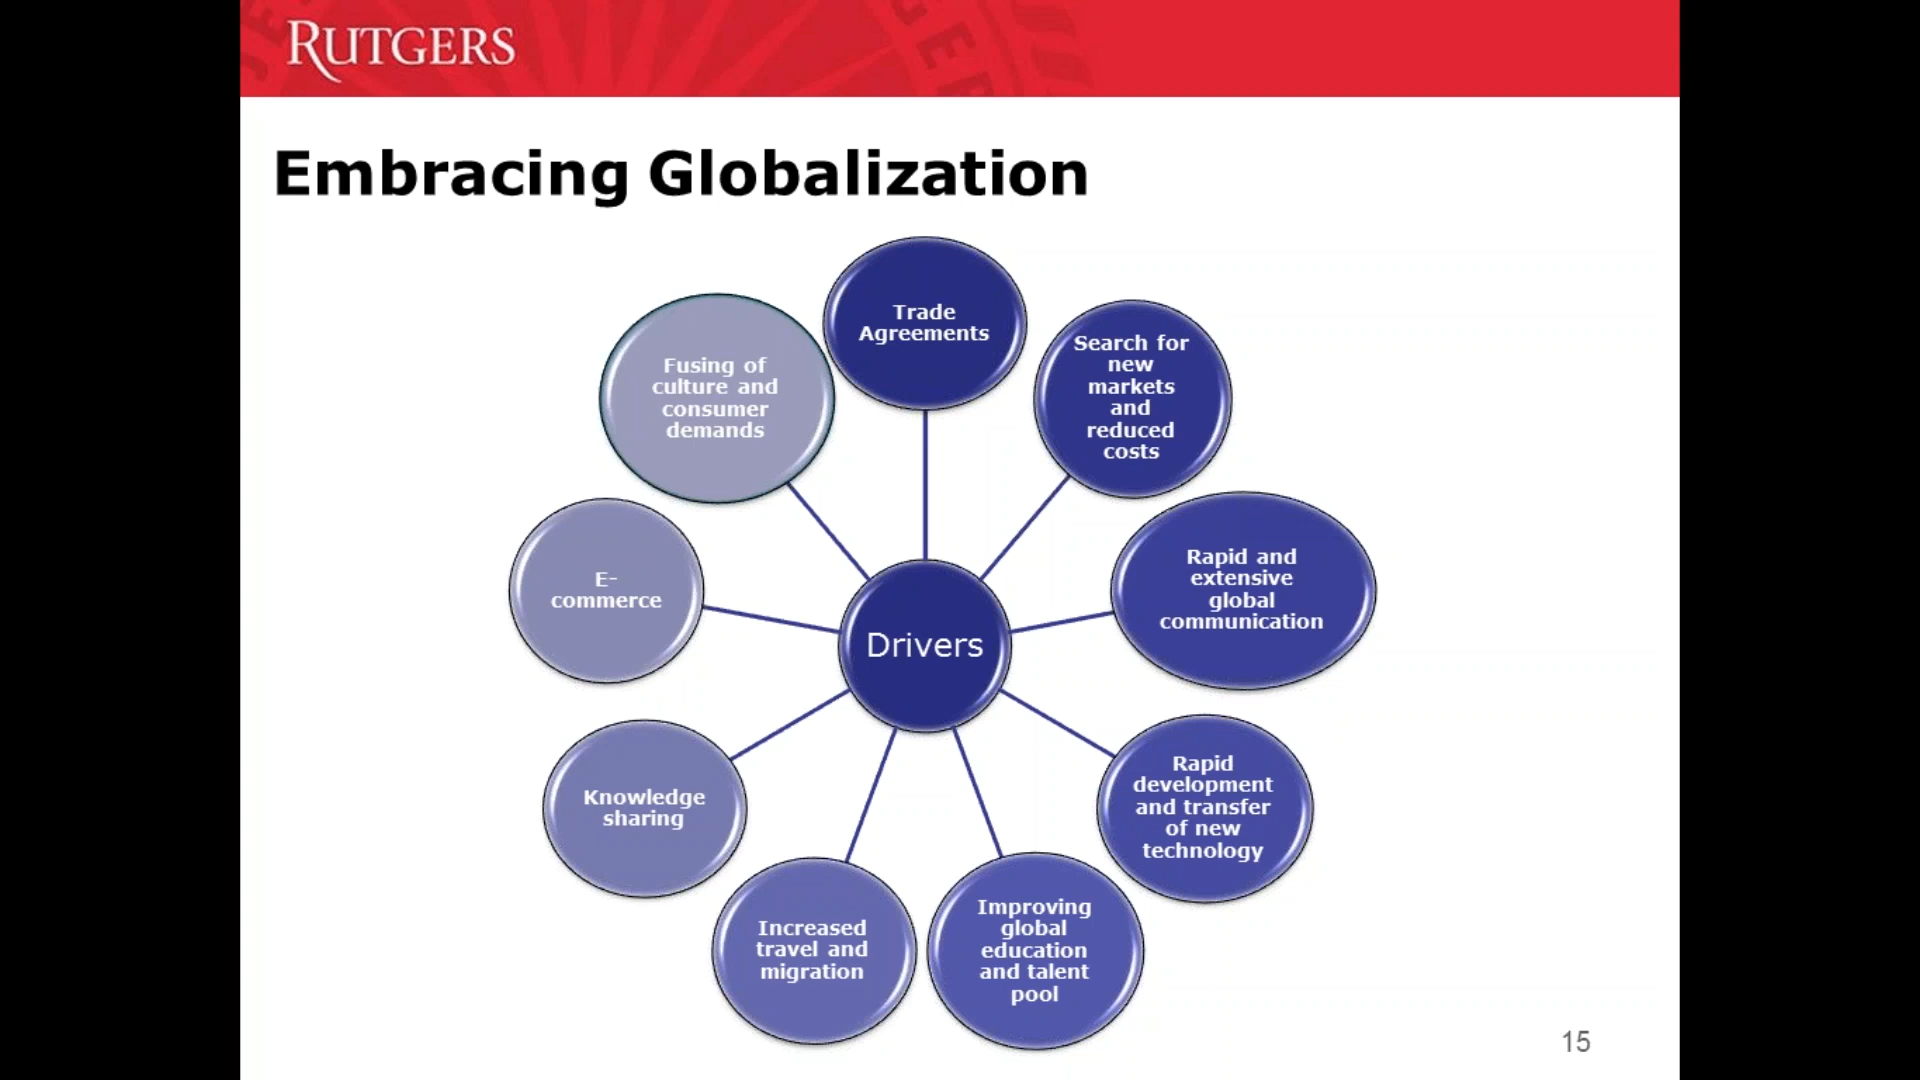 RUTGERS
Embracing Globalization
Trade
Agreements
Search for
new
markets
and
reduced
costs
Rapid and
extensive
global
communication
Rapid
development
and transfer
of new
technology
Improving
global
education
and talent
pool
Increased
travel and
migration
Knowledge
sharing
E-
commerce
Fusing of
culture and
consumer
demands
Drivers
15